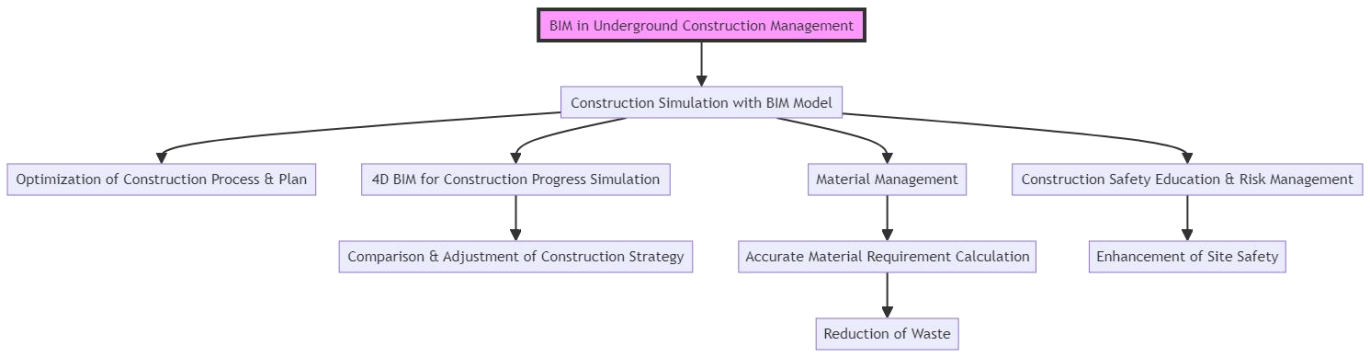 BIM in Underground Construction Management
Construction Simulation with BIM Model
Optimization of Construction Process & Plan
4D BIM for Construction Progress Simulation
Material Management
Construction Safety Education & Risk Management
Comparison & Adjustment of Construction Strategy
Accurate Material Requirement Calculation
Enhancement of Site Safety
Reduction of Waste